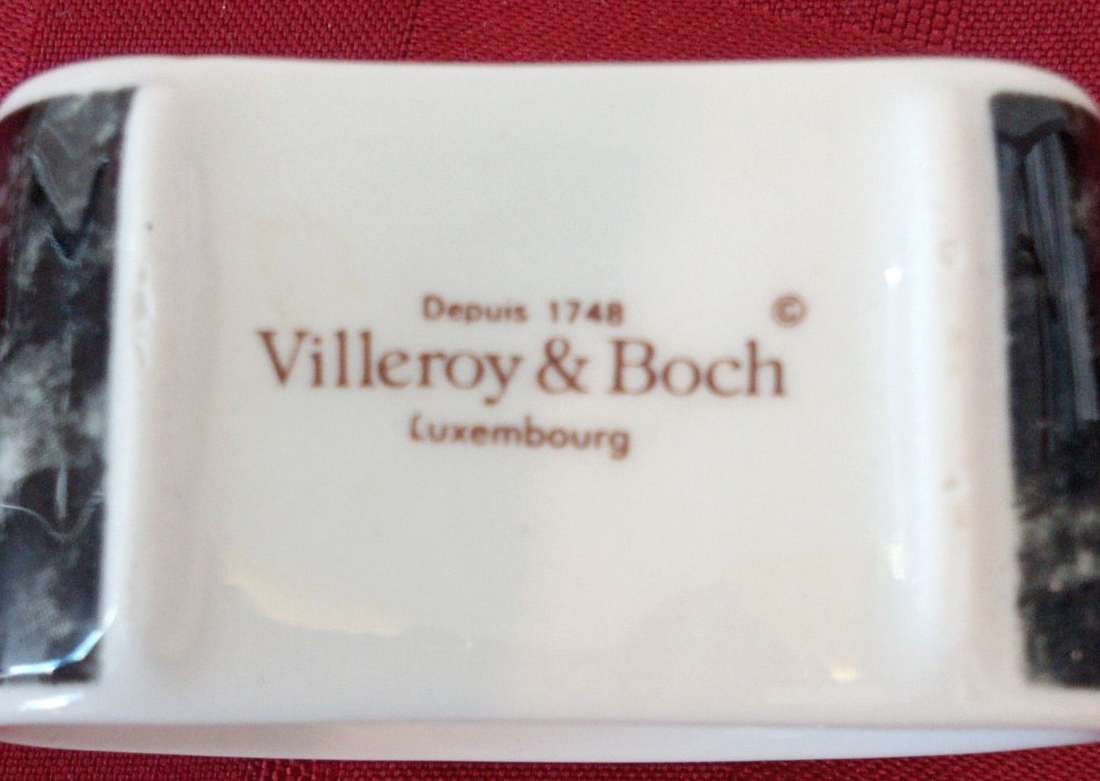 Depuis 1748 ©
Villeroy & Boch
Luxembourg